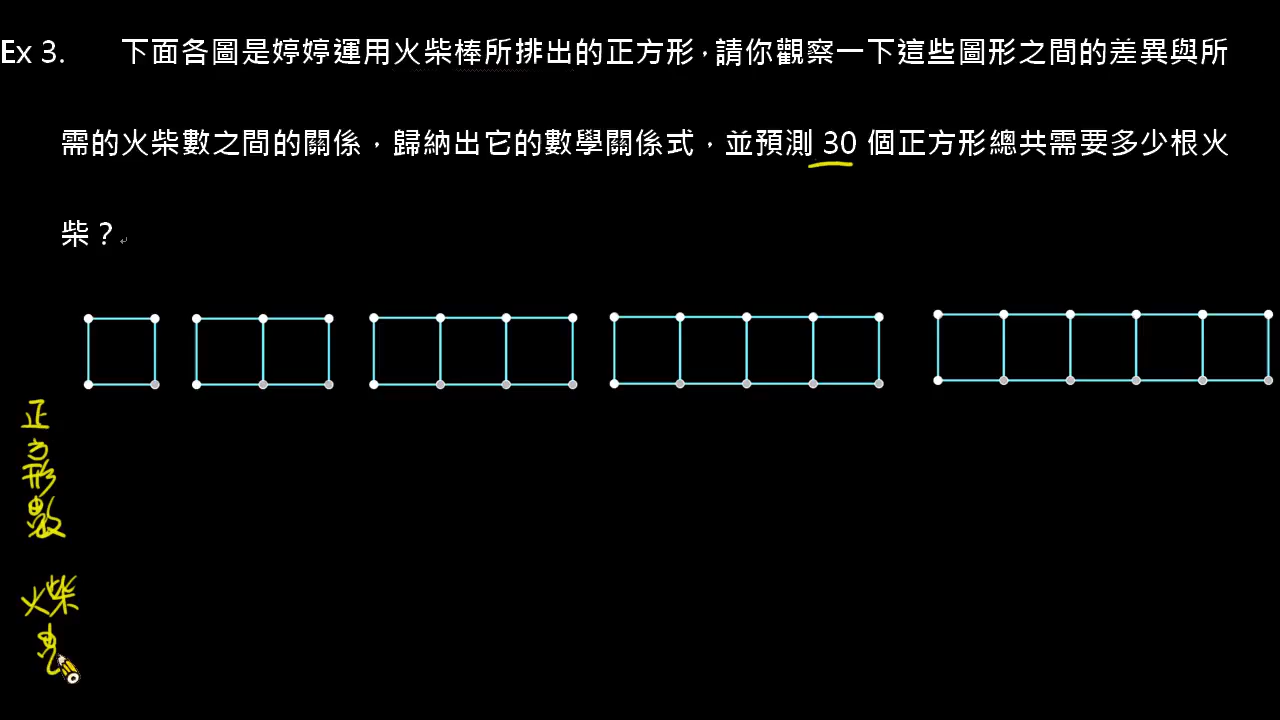 Ex 3. 下面各圖是婷婷運用火柴棒所排出的正方形，請你觀察一下這些圖形之間的差異與所
需的火柴數之間的關係，歸納出它的數學關係式，並預測 30 個正方形總共需要多少根火
柴？
正
方
形
數
火柴